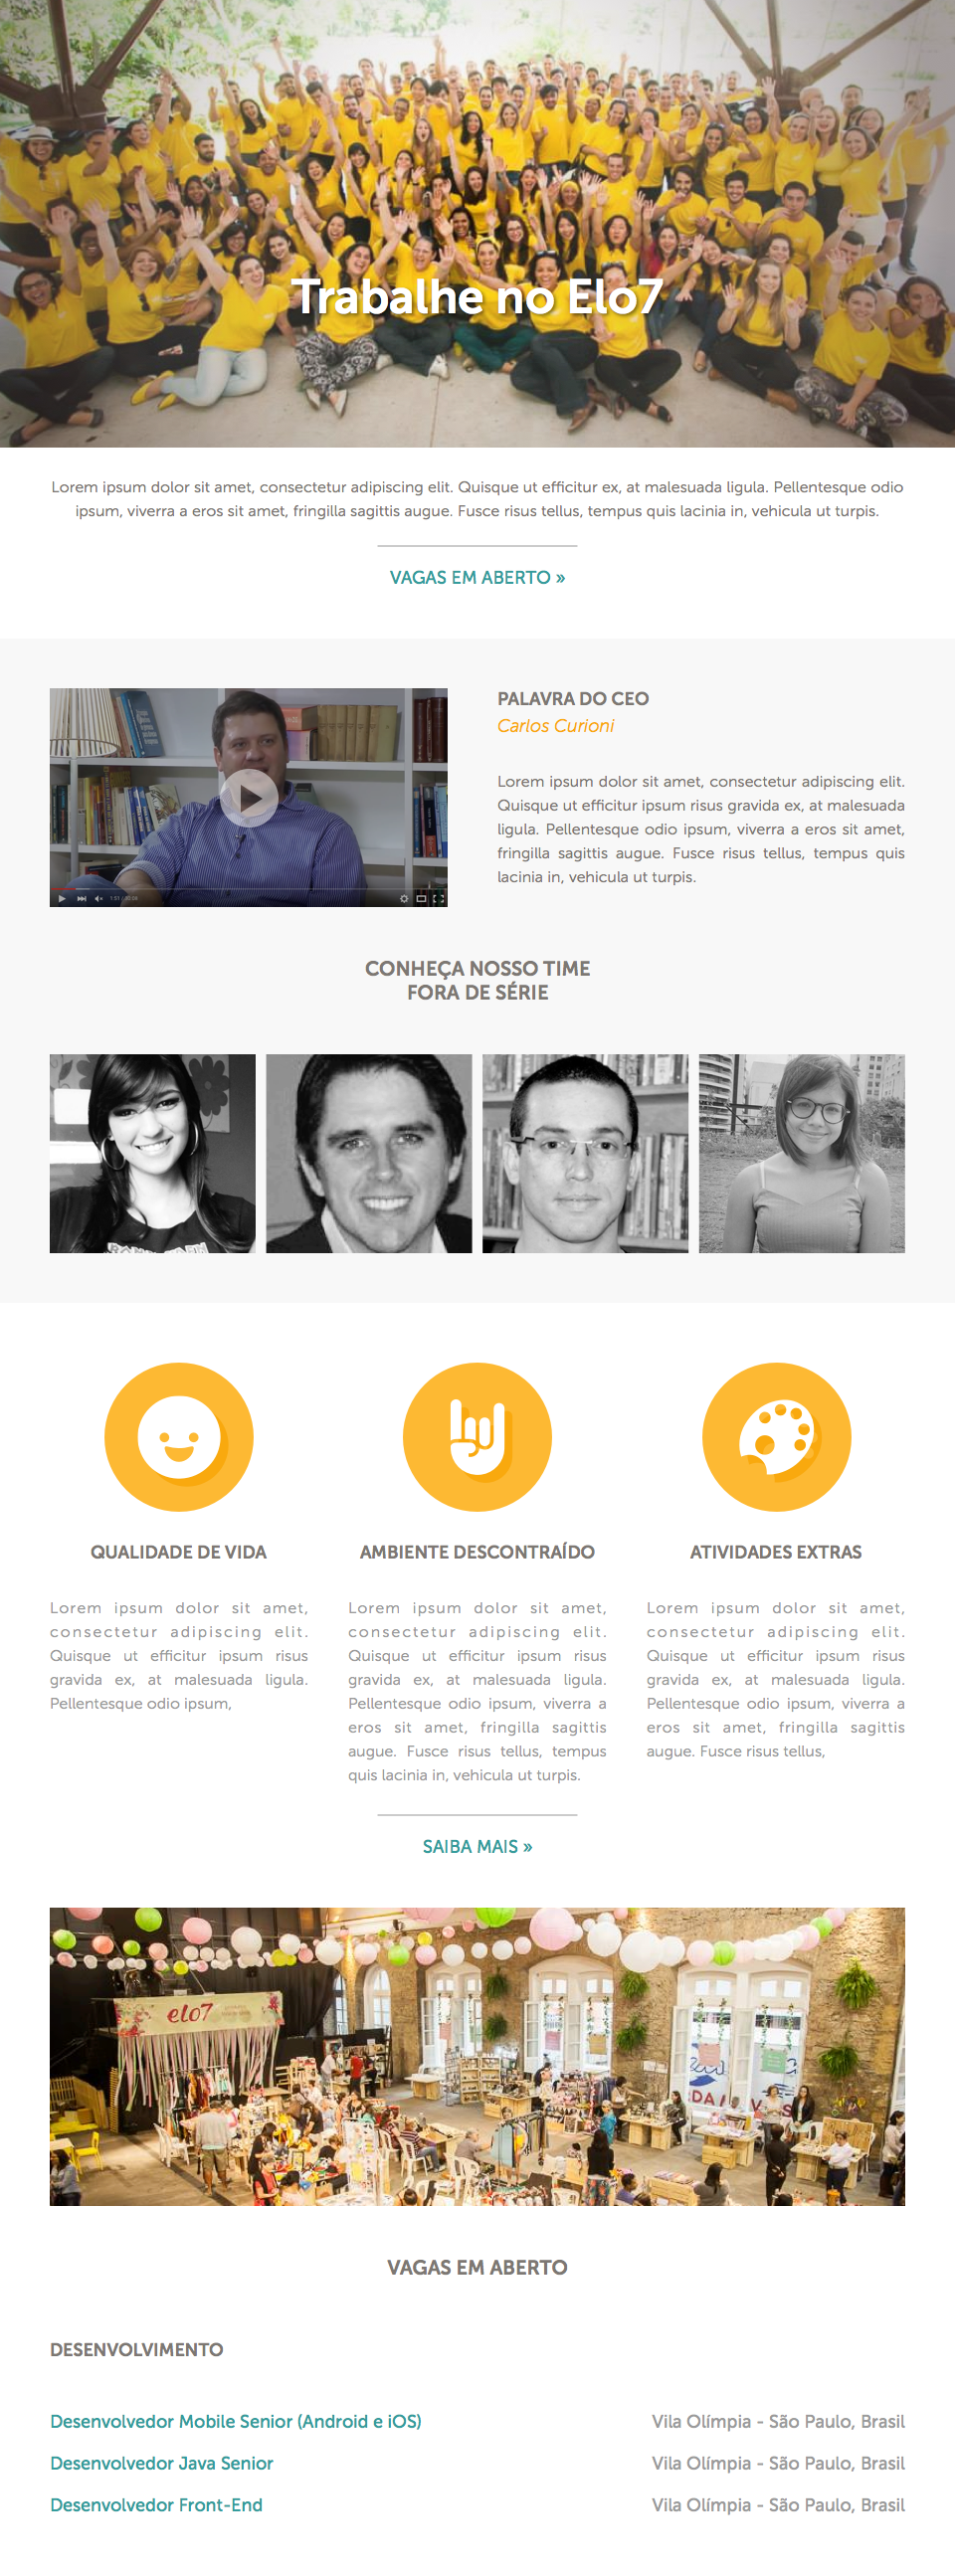 Trabalhe no Elo7
Lorem ipsum dolor sit amet, consectetur adipiscing elit. Quisque ut efficitur ex, at malesuada ligula. Pellentesque odio
ipsum, viverra a eros sit amet, fringilla sagittis augue. Fusce risus tellus, tempus quis lacinia in, vehicula ut turpis.
VAGAS EM ABERTO »
PALAVRA DO CEO
Carlos Curioni
Lorem ipsum dolor sit amet, consectetur adipiscing elit.
Quisque ut efficitur ipsum risus gravida ex, at malesuada
ligula. Pellentesque odio ipsum, viverra a eros sit amet,
fringilla sagittis augue. Fusce risus tellus, tempus quis
lacinia in, vehicula ut turpis.
CONHEÇA NOSSO TIME
FORA DE SÉRIE
QUALIDADE DE VIDA
Lorem ipsum dolor sit amet,
consectetur adipiscing elit.
Quisque ut efficitur ipsum risus
gravida ex, at malesuada ligula.
Pellentesque odio ipsum,
AMBIENTE DESCONTRAÍDO
Lorem ipsum dolor sit amet,
consectetur adipiscing elit.
Quisque ut efficitur ipsum risus
gravida ex, at malesuada ligula.
Pellentesque odio ipsum, viverra a
eros sit amet, fringilla sagittis
augue. Fusce risus tellus, tempus
quis lacinia in, vehicula ut turpis.
ATIVIDADES EXTRAS
Lorem ipsum dolor sit amet,
consectetur adipiscing elit.
Quisque ut efficitur ipsum risus
gravida ex, at malesuada ligula.
Pellentesque odio ipsum, viverra a
eros sit amet, fringilla sagittis
augue. Fusce risus tellus,
SAIBA MAIS »
elo7
VAGAS EM ABERTO
DESENVOLVIMENTO
Desenvolvedor Mobile Senior (Android e iOS) Vila Olímpia - São Paulo, Brasil
Desenvolvedor Java Senior Vila Olímpia - São Paulo, Brasil
Desenvolvedor Front-End Vila Olímpia - São Paulo, Brasil